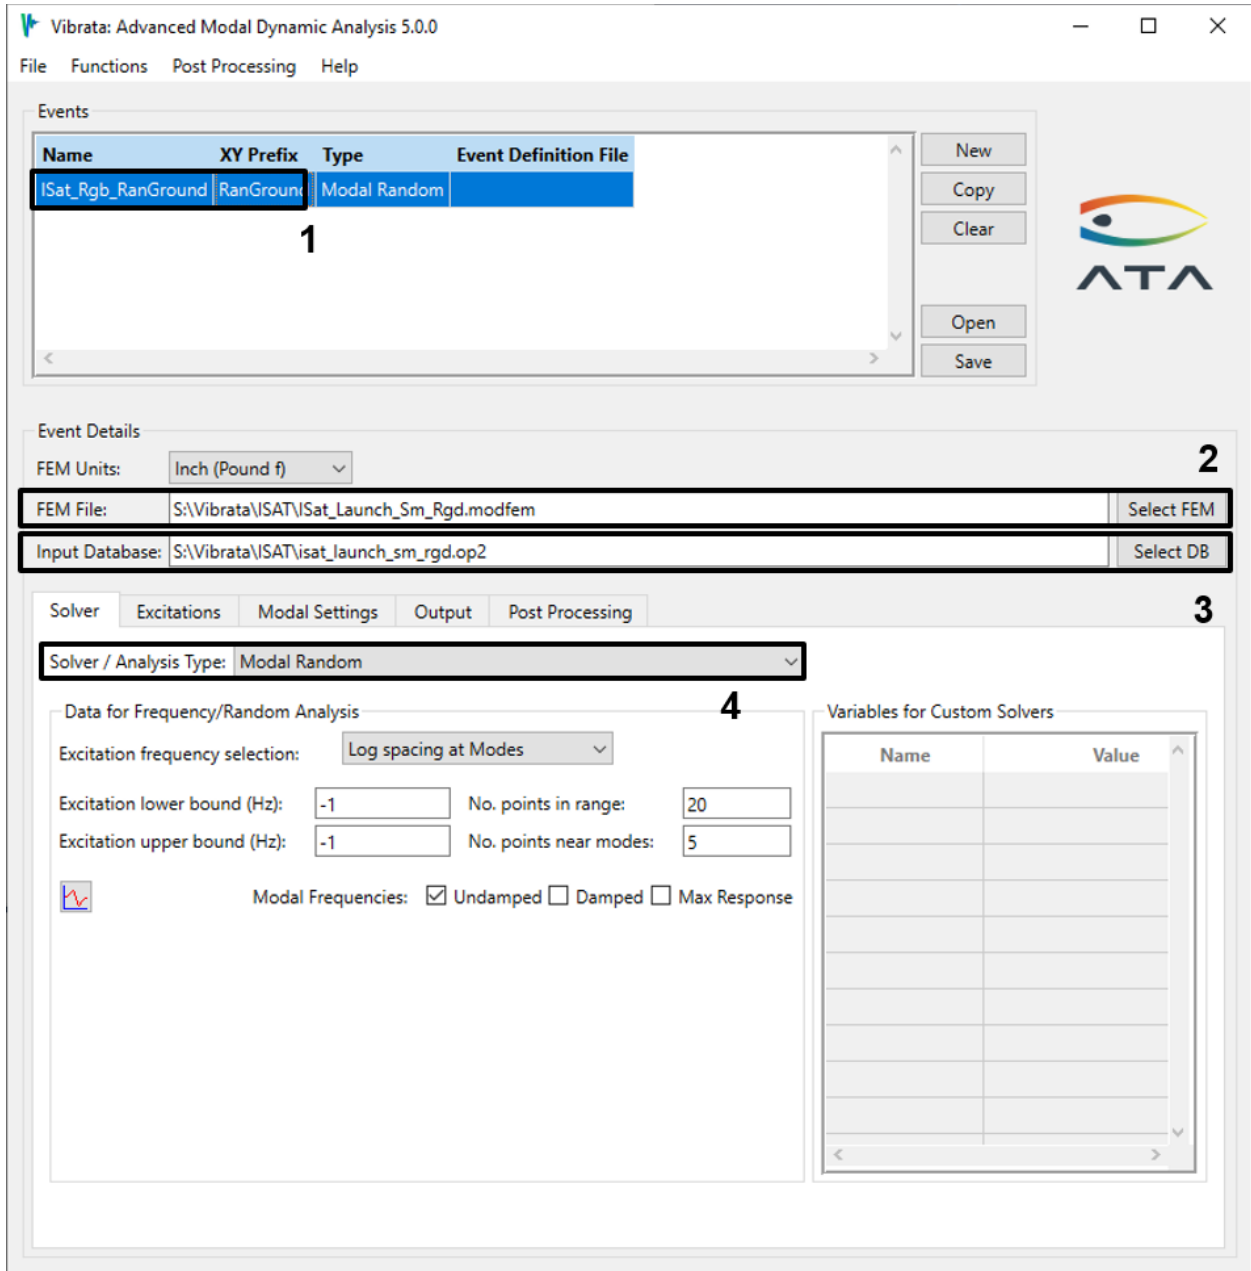 Vibrata: Advanced Modal Dynamic Analysis 5.0.0
File Functions Post Processing Help
Events
Name XY Prefix Type Event Definition File
ISat_Rgb_RanGround RanGround Modal Random
1
New
Copy
Clear
Open
Save
ATA
Event Details
FEM Units: Inch (Pound f)
2
FEM File: S:\Vibrata\ISAT\ISat_Launch_Sm_Rgd.modfem Select FEM
Input Database: S:\Vibrata\ISAT\isat_launch_sm_rgd.op2 Select DB
3
Solver Excitations Modal Settings Output Post Processing
Solver / Analysis Type: Modal Random
4
Data for Frequency/Random Analysis
Excitation frequency selection: Log spacing at Modes
Excitation lower bound (Hz): -1 No. points in range: 20
Excitation upper bound (Hz): -1 No. points near modes: 5
Modal Frequencies: Undamped Damped Max Response
Variables for Custom Solvers
Name Value